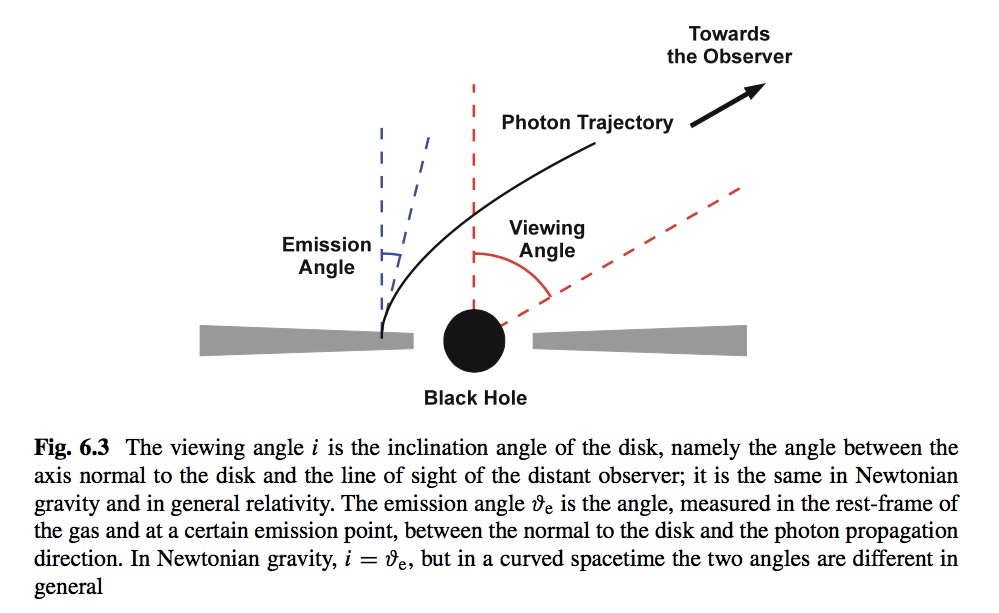 Towards
the Observer
Photon Trajectory
Viewing
Angle
Emission
Angle
Black Hole
Fig. 6.3 The viewing angle i is the inclination angle of the disk, namely the angle between the
axis normal to the disk and the line of sight of the distant observer; it is the same in Newtonian
gravity and in general relativity. The emission angle ϑe is the angle, measured in the rest-frame of
the gas and at a certain emission point, between the normal to the disk and the photon propagation
direction. In Newtonian gravity, i = ϑe, but in a curved spacetime the two angles are different in
general